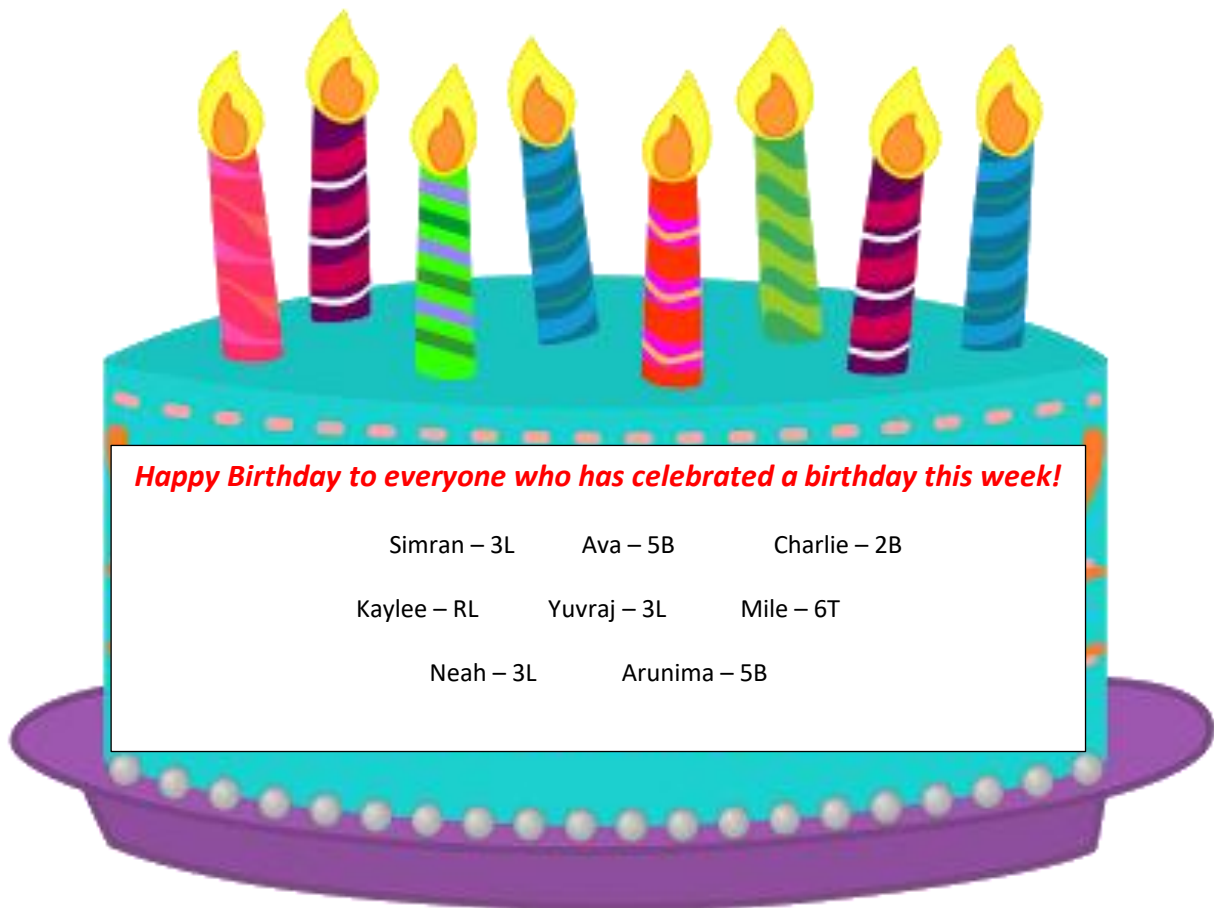 Happy Birthday to everyone who has celebrated a birthday this week!
Simran – 3L Ava – 5B Charlie – 2B
Kaylee – RL Yuvraj – 3L Mile – 6T
Neah – 3L Arunima – 5B